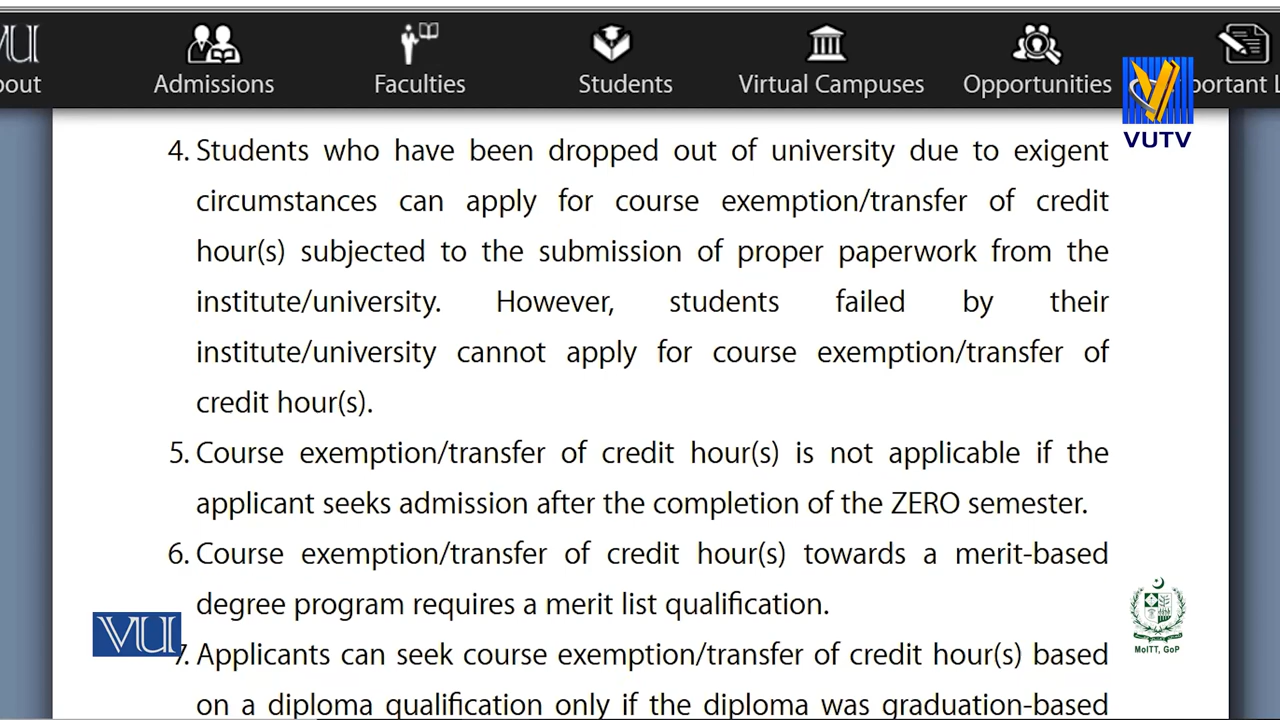 VU
Admissions
Faculties
Students
Virtual Campuses
Opportunities
bout
portant L
VUTV
4. Students who have been dropped out of university due to exigent
circumstances can apply for course exemption/transfer of credit
hour(s) subjected to the submission of proper paperwork from the
institute/university. However, students failed by their
institute/university cannot apply for course exemption/transfer of
credit hour(s).
5. Course exemption/transfer of credit hour(s) is not applicable if the
applicant seeks admission after the completion of the ZERO semester.
6. Course exemption/transfer of credit hour(s) towards a merit-based
degree program requires a merit list qualification.
VU
MoITT, GoP
7. Applicants can seek course exemption/transfer of credit hour(s) based
on a diploma qualification only if the diploma was graduation-based